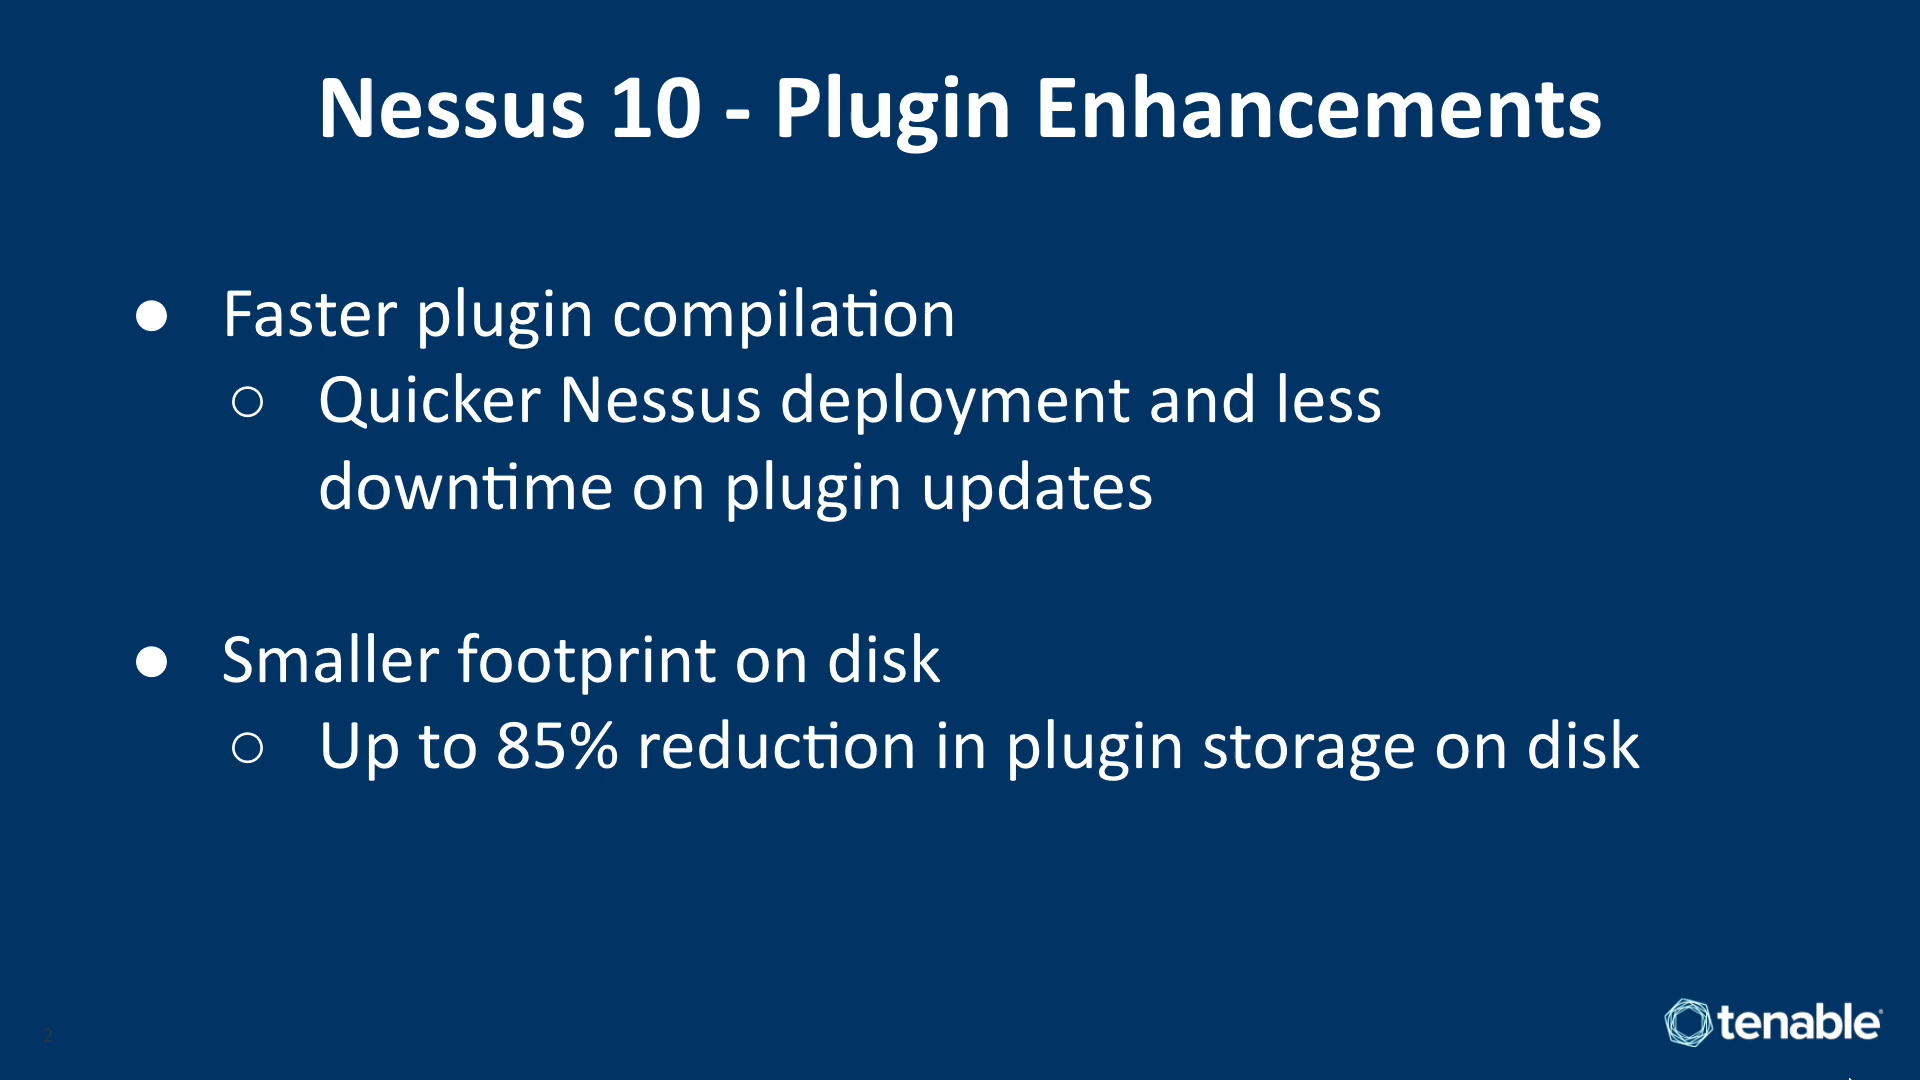 Nessus 10 - Plugin Enhancements
● Faster plugin compilation
○ Quicker Nessus deployment and less
downtime on plugin updates
● Smaller footprint on disk
○ Up to 85% reduction in plugin storage on disk
2
tenable®